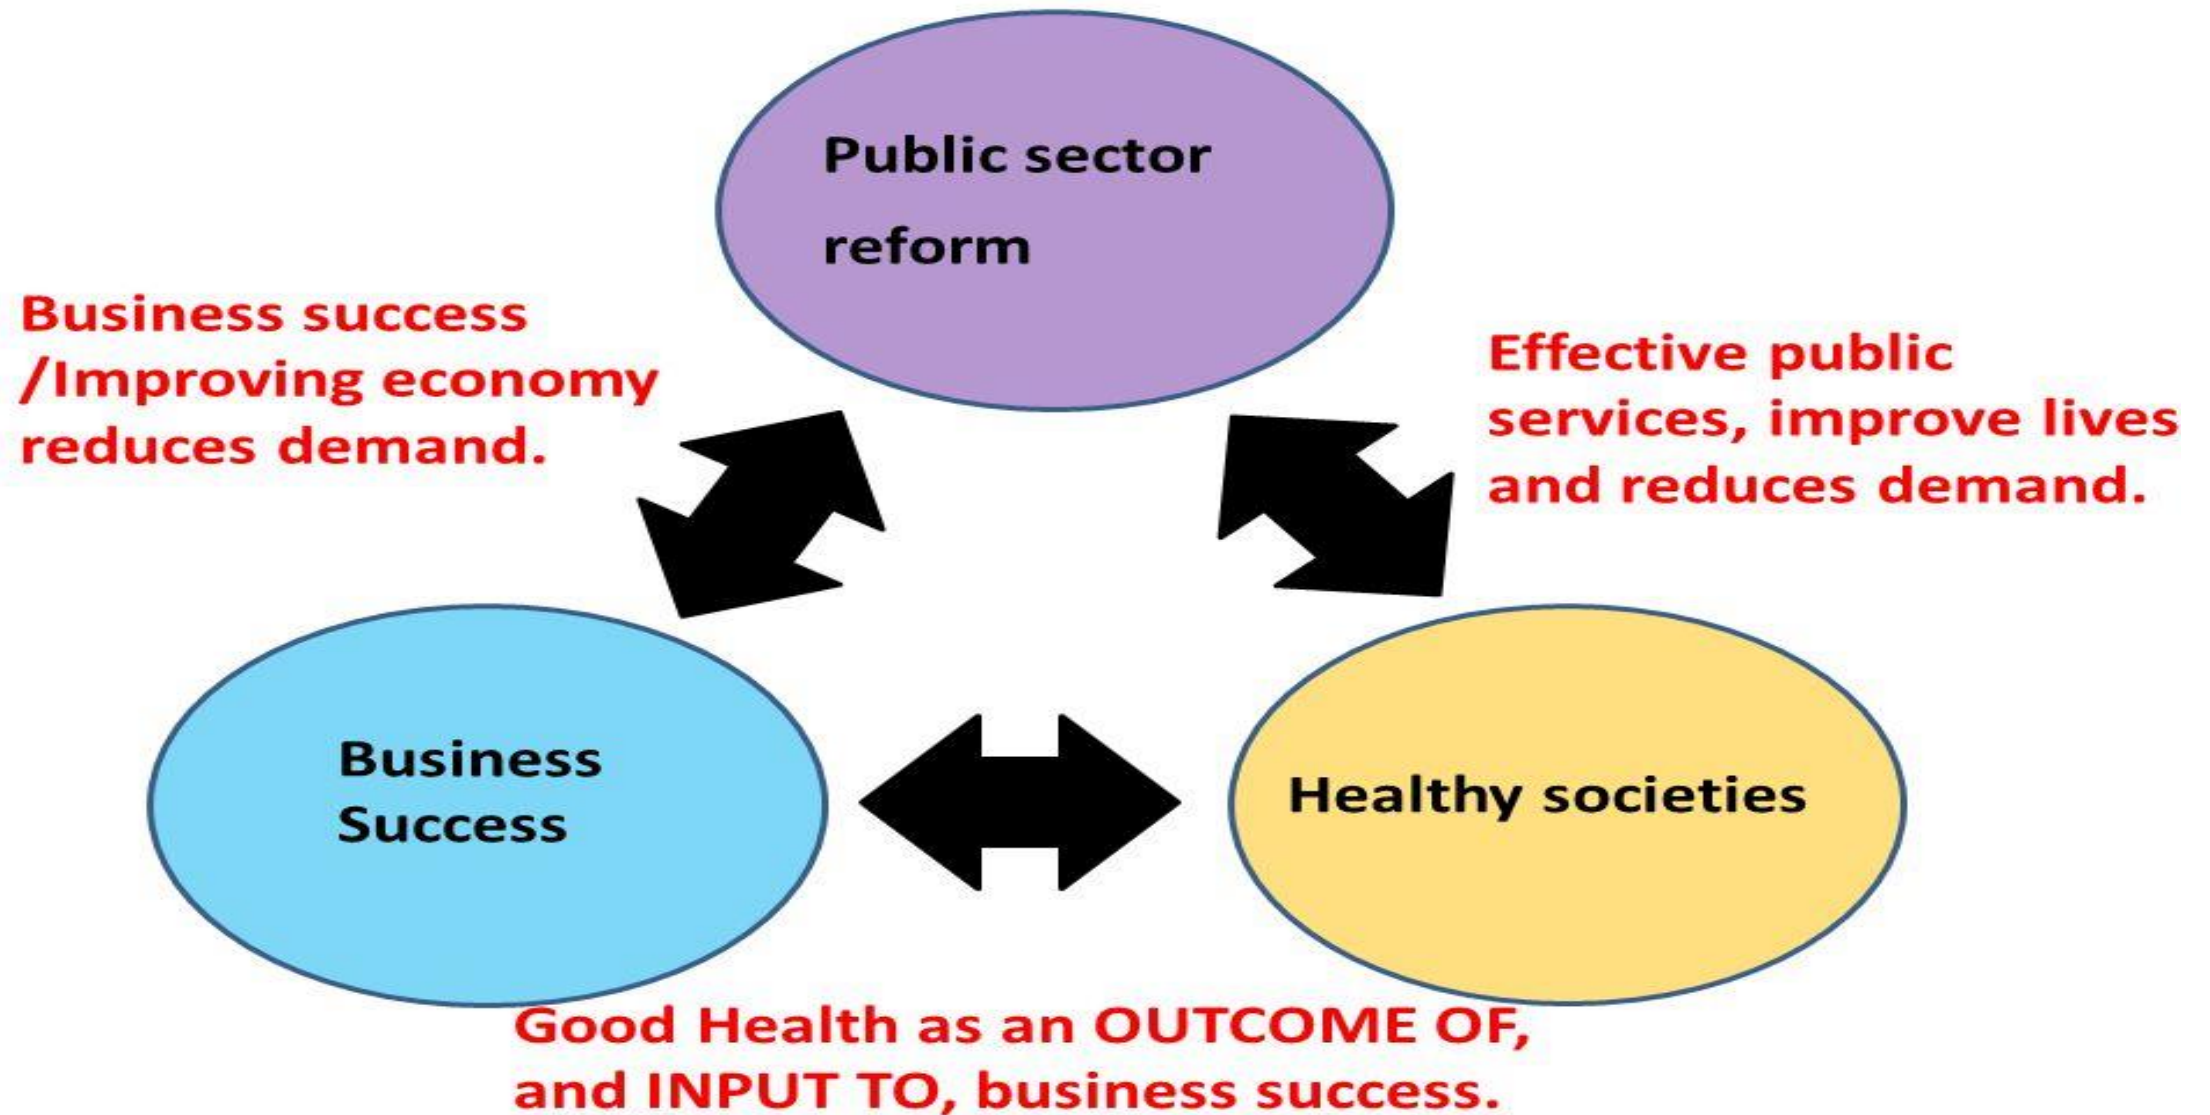 Public sector
reform
Business success
/Improving economy
reduces demand.
Effective public
services, improve lives
and reduces demand.
Business
Success
Healthy societies
Good Health as an OUTCOME OF,
and INPUT TO, business success.